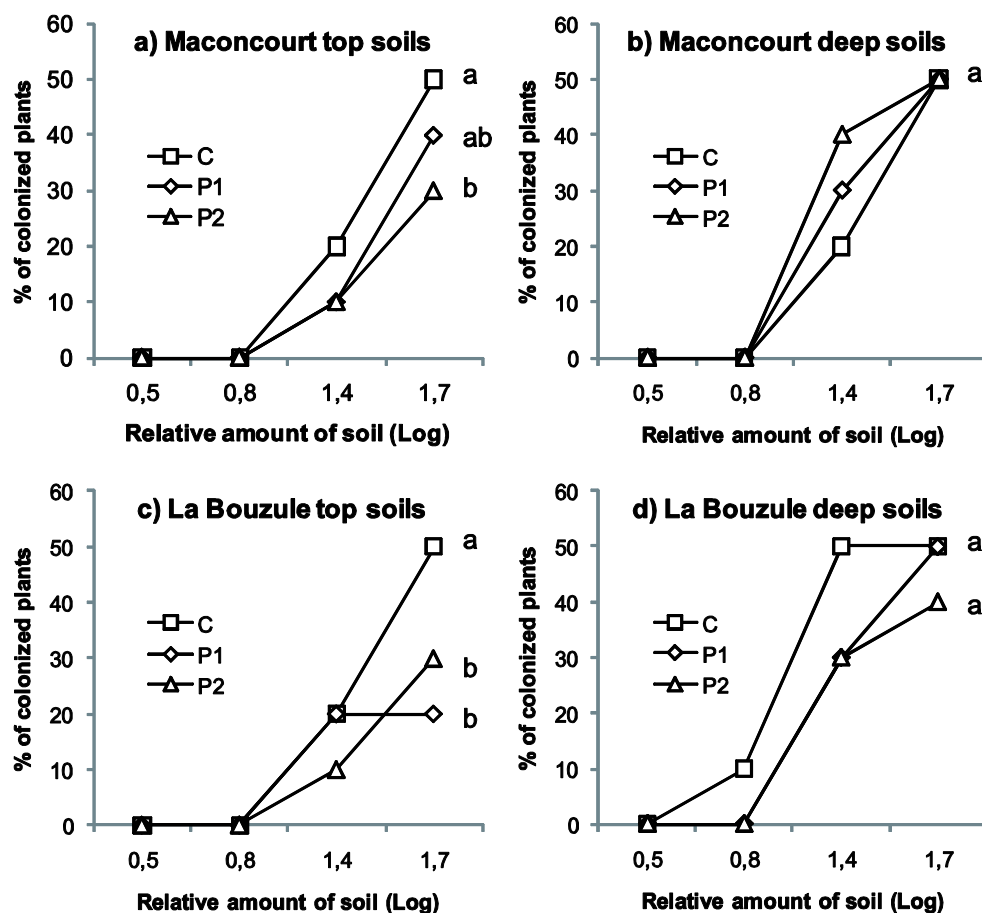 a) Maconcourt top soils
60
50
40
30
20
10
0
% of colonized plants
C
P1
P2
a
ab
b
0,5 0,8 1,4 1,7
Relative amount of soil (Log)
b) Maconcourt deep soils
60
50
40
30
20
10
0
% of colonized plants
C
P1
P2
a
0,5 0,8 1,4 1,7
Relative amount of soil (Log)
c) La Bouzule top soils
60
50
40
30
20
10
0
% of colonized plants
C
P1
P2
a
b
b
0,5 0,8 1,4 1,7
Relative amount of soil (Log)
d) La Bouzule deep soils
60
50
40
30
20
10
0
% of colonized plants
C
P1
P2
a
a
0,5 0,8 1,4 1,7
Relative amount of soil (Log)